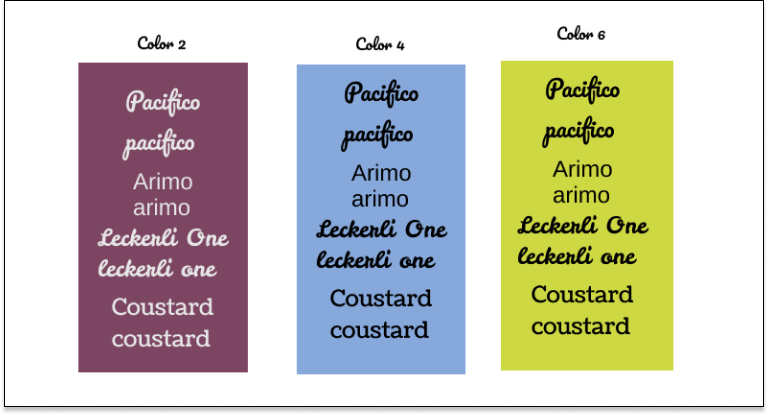 Color 2
Pacifico
pacifico
Arimo
arimo
Leckerli One
leckerli one
Coustard
coustard
Color 4
Pacifico
pacifico
Arimo
arimo
Leckerli One
leckerli one
Coustard
coustard
Color 6
Pacifico
pacifico
Arimo
arimo
Leckerli One
leckerli one
Coustard
coustard